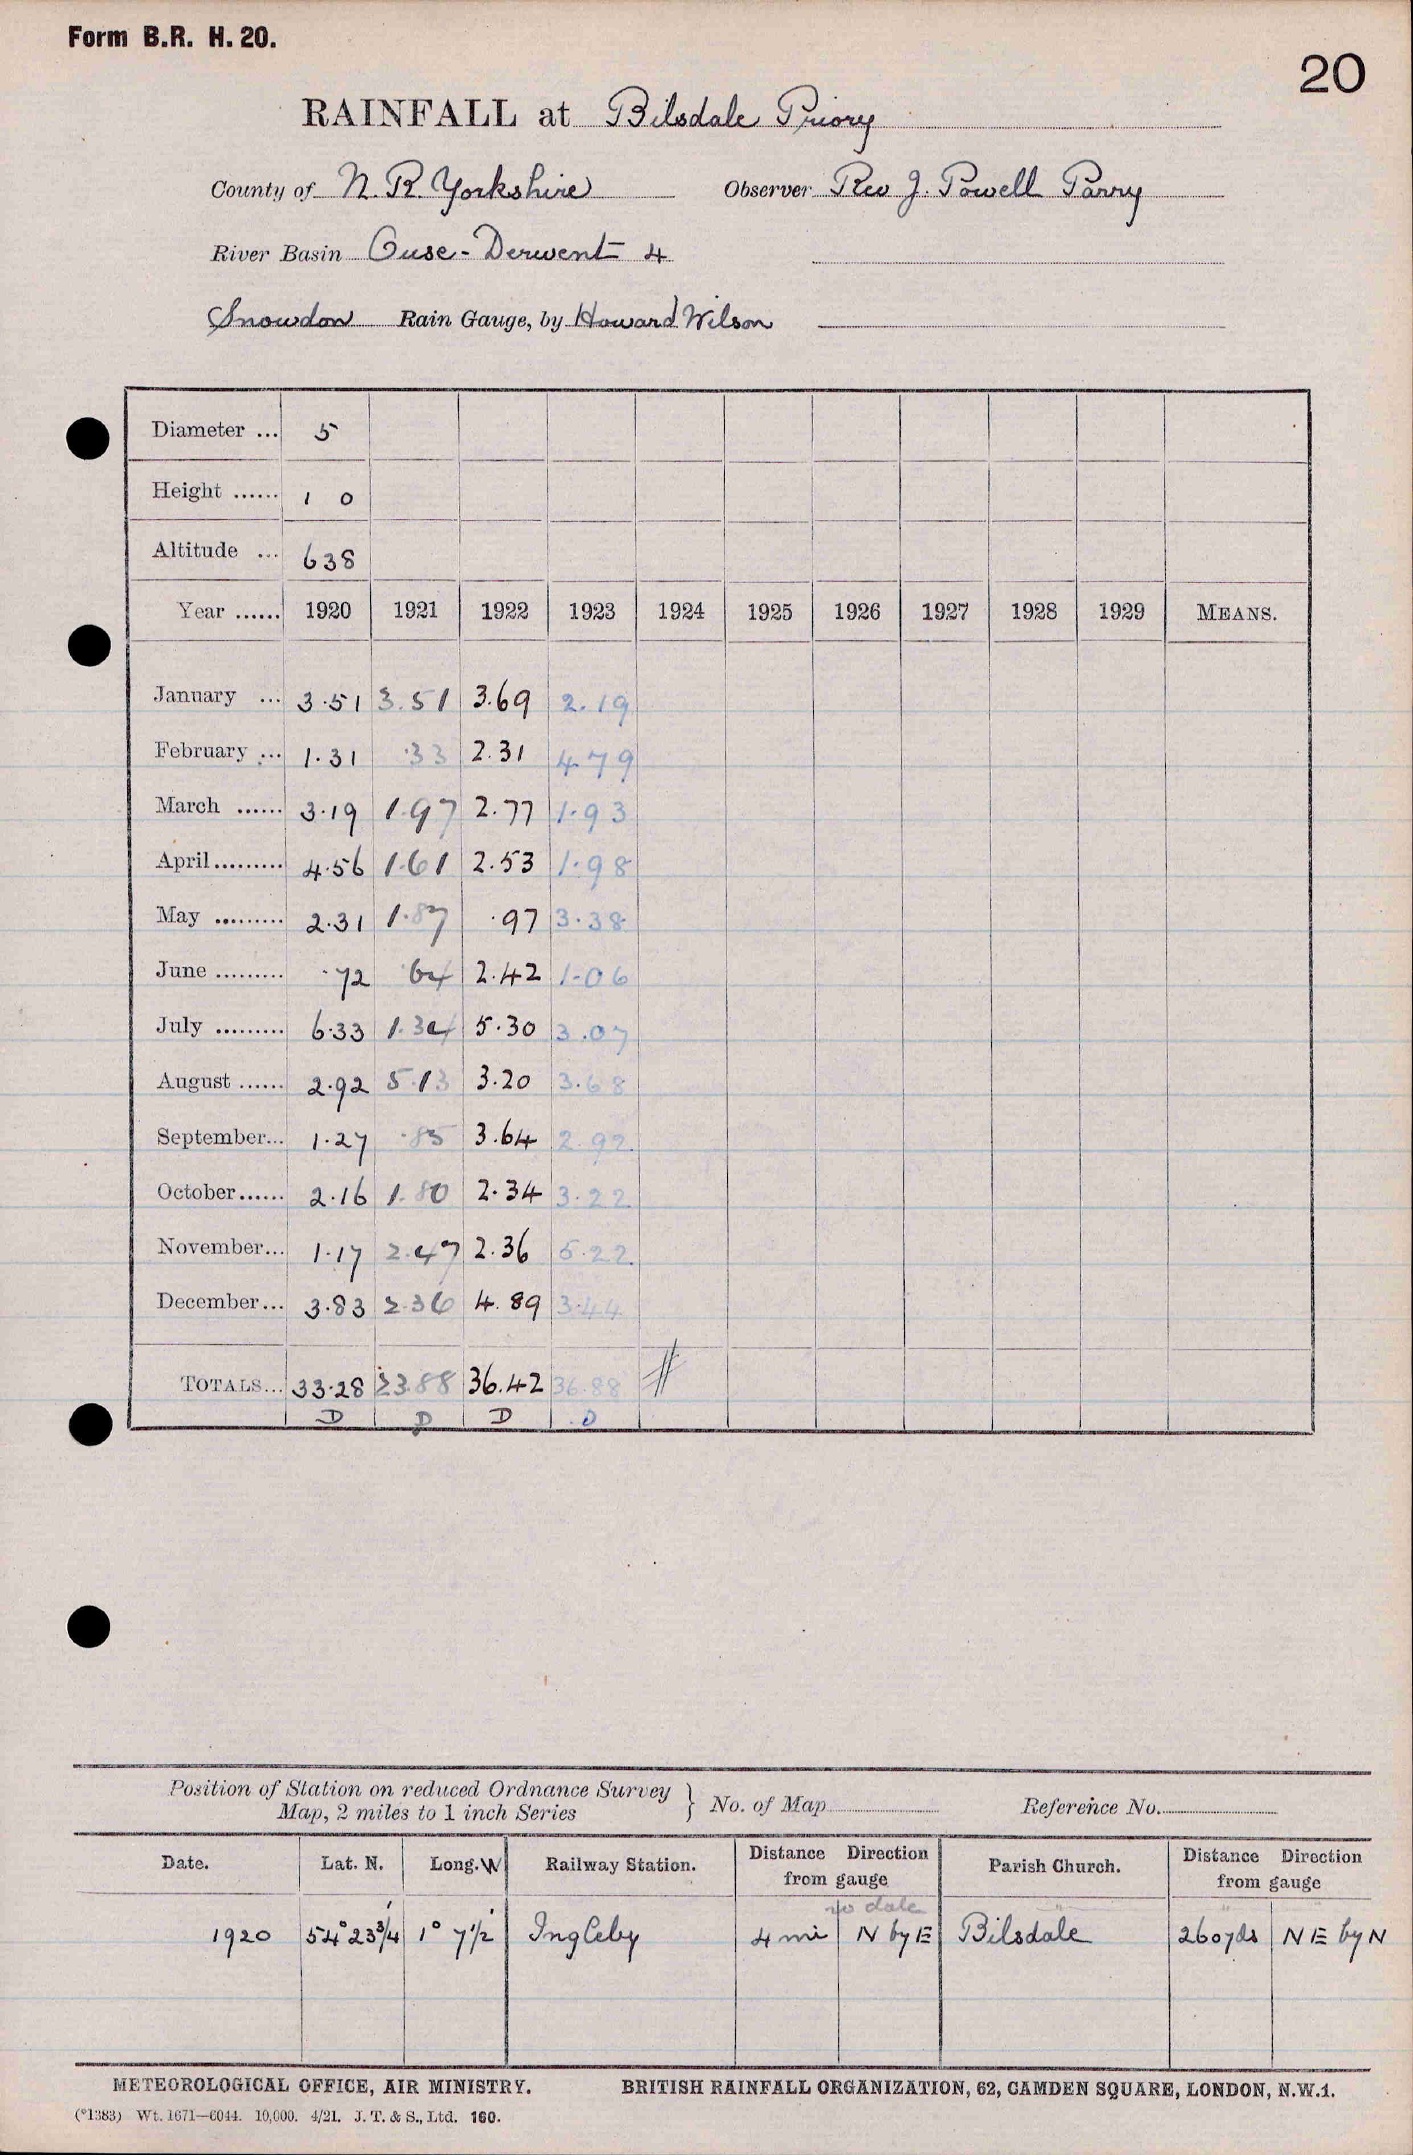 Form B.R. H. 20.
20
RAINFALL at Bilsdale Priory
County of N. R. Yorkshire Observer Rev J. Powell Parry
River Basin Ouse-Derwent 4
Snowdon Rain Gauge, by Howard Wilson
Diameter ... 5
Height ...... 1 0
Altitude ... 638
Year ...... 1920 1921 1922 1923 1924 1925 1926 1927 1928 1929 MEANS.
January ... 3.51 3.51 3.69 2.19
February ... 1.31 .33 2.31 4.79
March ...... 3.19 1.97 2.77 1.93
April ......... 4.56 1.61 2.53 1.98
May ......... 2.31 1.87 .97 3.38
June ......... .72 .64 2.42 1.06
July ......... 6.33 1.34 5.30 3.07
August ...... 2.92 5.13 3.20 3.68
September... 1.27 .85 3.64 2.92
October...... 2.16 1.80 2.34 3.22
November... 1.17 2.47 2.36 5.22
December... 3.83 2.36 4.89 3.44
TOTALS... 33.28 23.88 36.42 36.88
D D D D
Position of Station on reduced Ordnance Survey
Map, 2 miles to 1 inch Series } No. of Map Reference No.
Date. Lat. N. Long. W Railway Station. Distance Direction from gauge Parish Church. Distance Direction from gauge
no date
1920 54° 23¾' 1° 7½' Ingleby 4 mi N by E Bilsdale 260 yds NE by N
METEOROLOGICAL OFFICE, AIR MINISTRY. BRITISH RAINFALL ORGANIZATION, 62, CAMDEN SQUARE, LONDON, N.W.1.
(*1383) Wt. 1671—6044. 10,000. 4/21. J. T. & S., Ltd. 160.